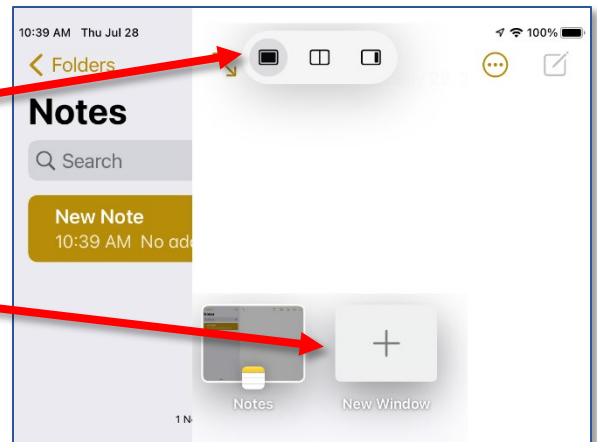 10:39 AM Thu Jul 28
100%
Folders
Notes
Search
New Note
10:39 AM No add
Notes
New Window
1 N